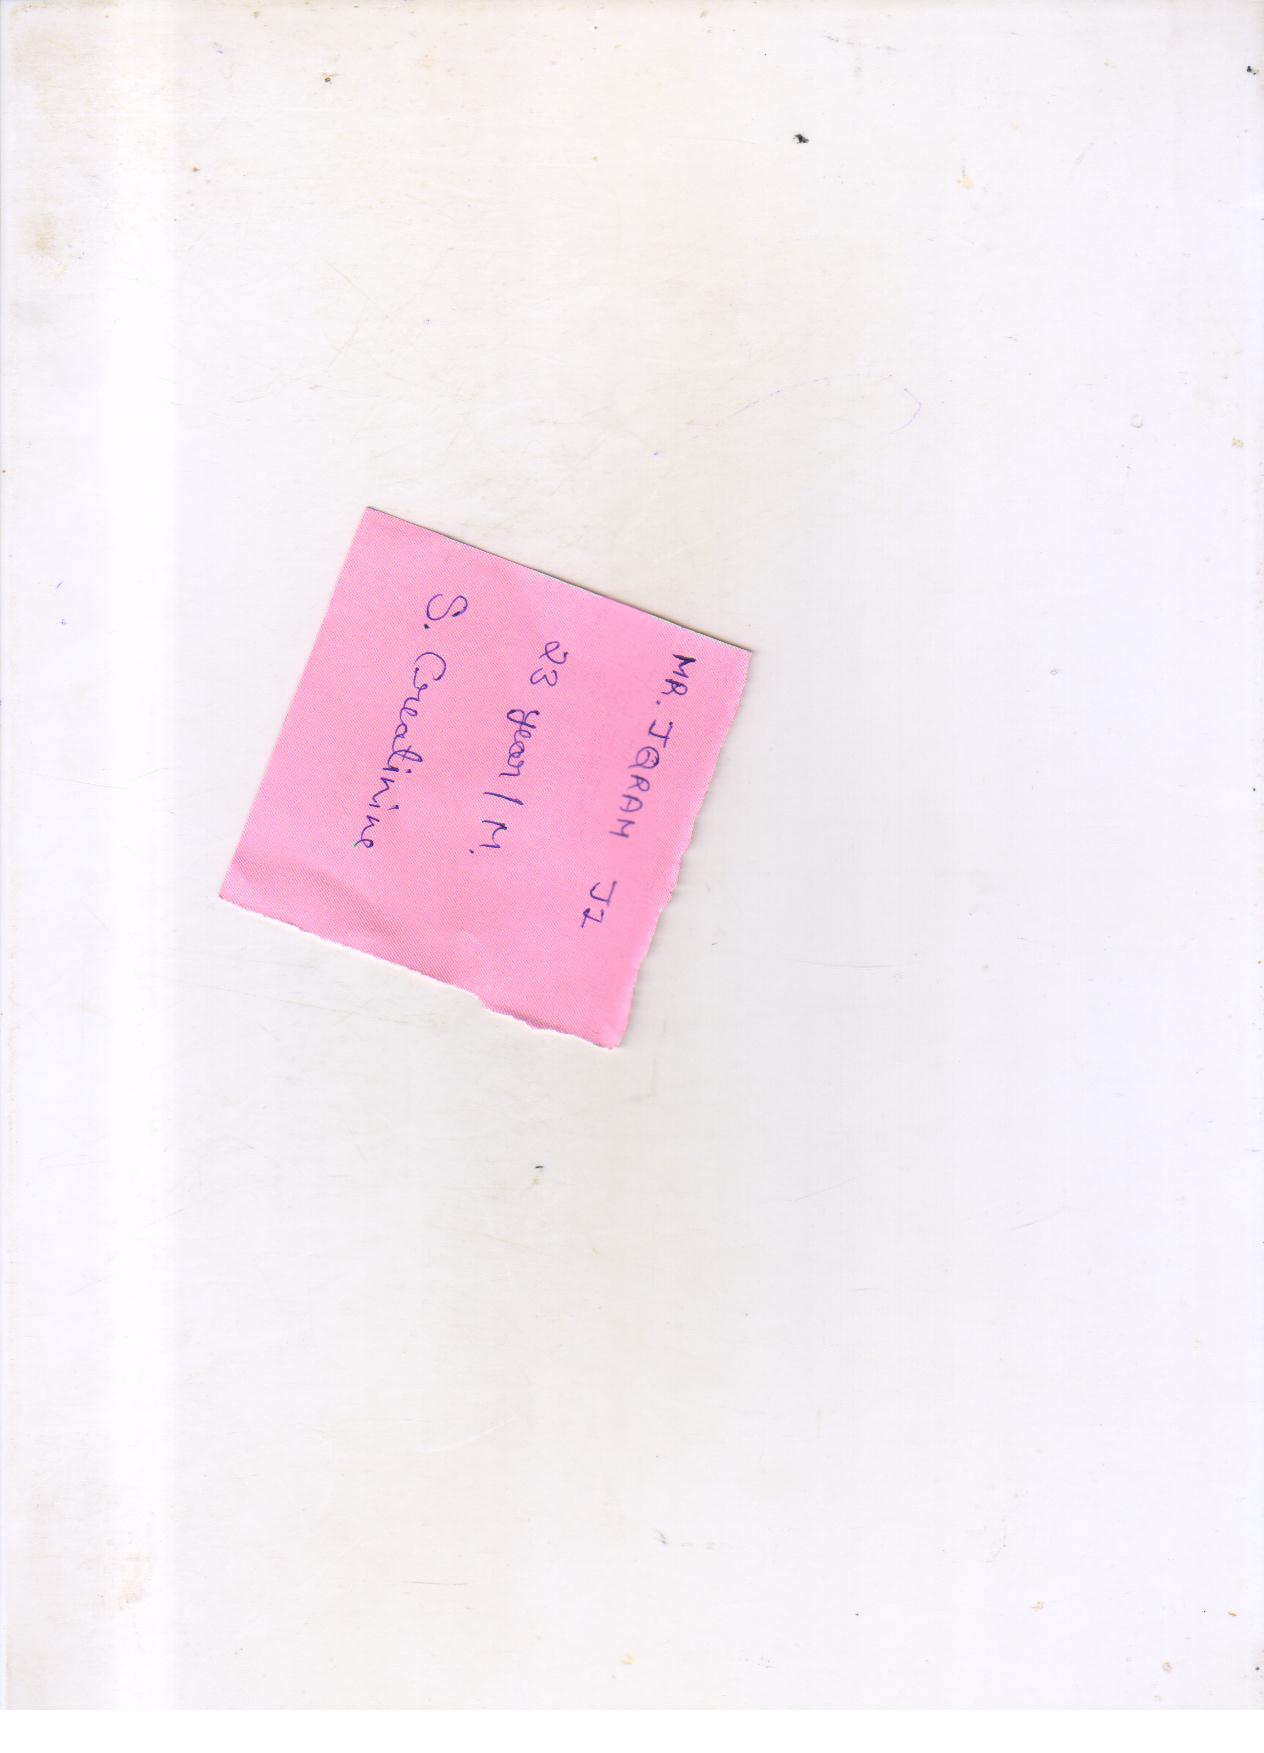 MR. IQRAM JI
23 year / M.
S. Creatinine